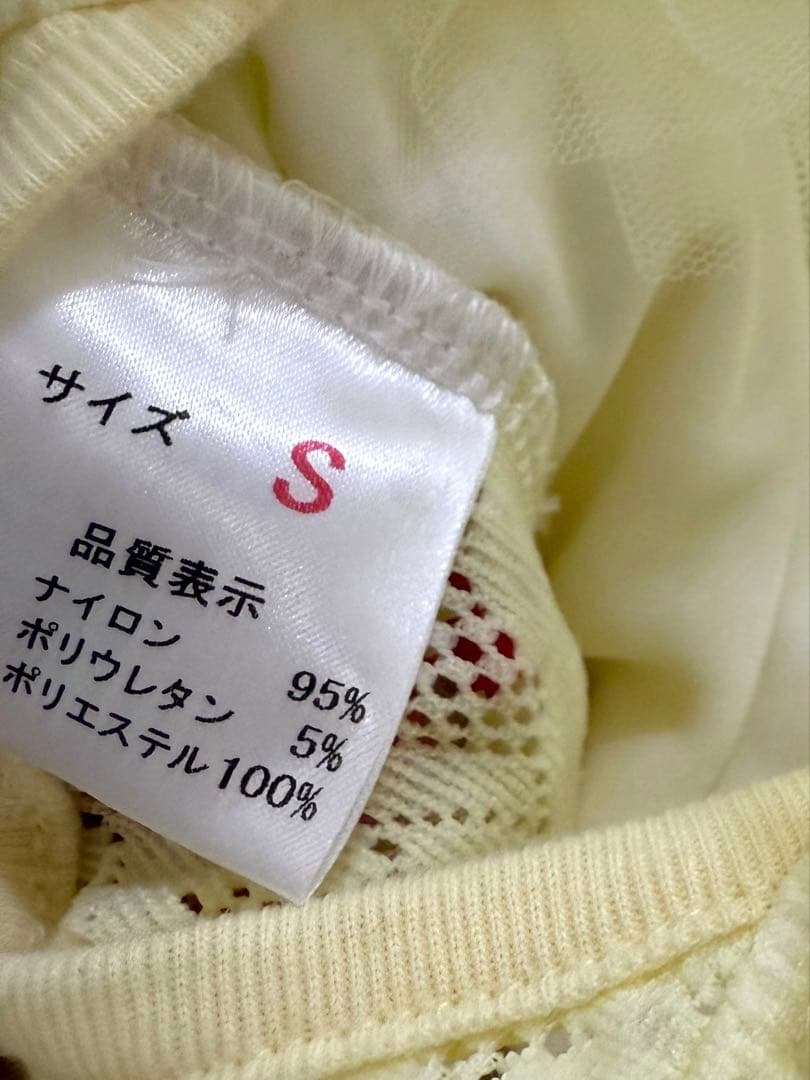 サイズ S
品質表示
ナイロン 95%
ポリウレタン 5%
ポリエステル100%